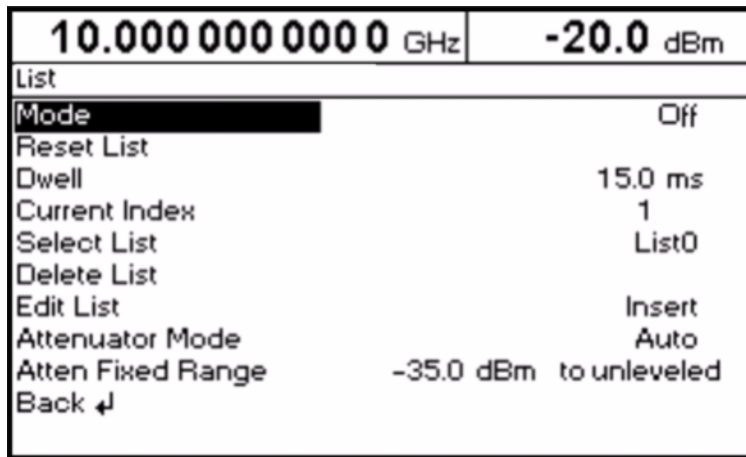 10.000 000 000 0 GHz -20.0 dBm
List
Mode Off
Reset List
Dwell 15.0 ms
Current Index 1
Select List List0
Delete List
Edit List Insert
Attenuator Mode Auto
Atten Fixed Range -35.0 dBm to unleveled
Back ↲